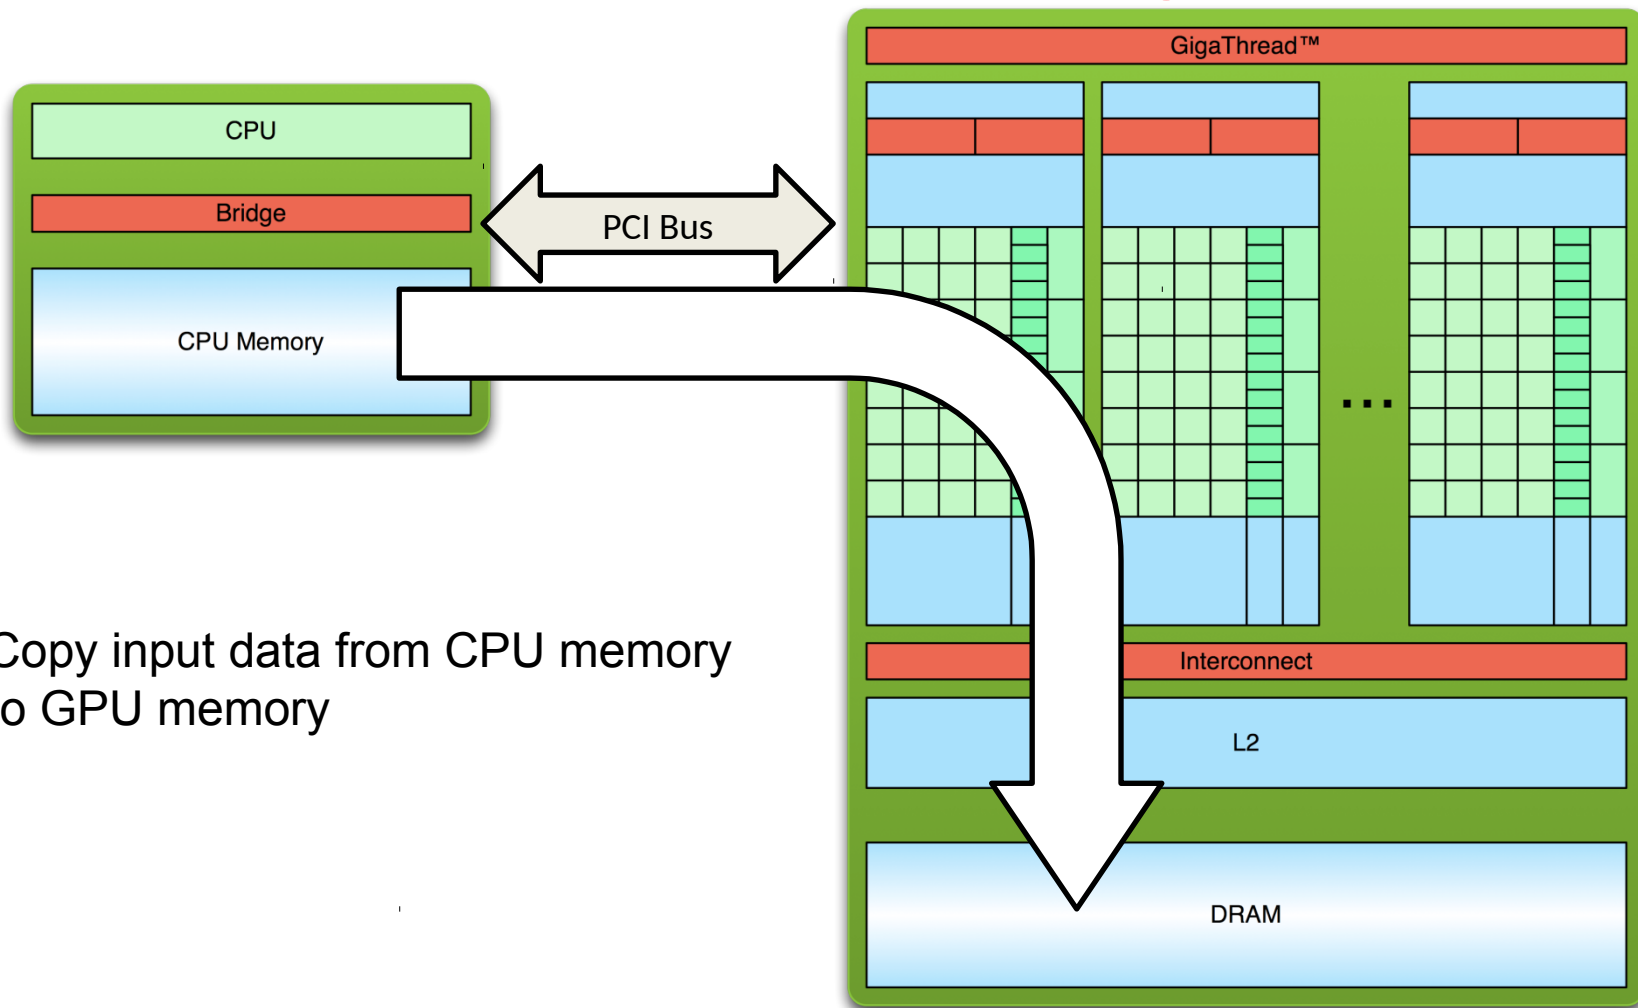 GigaThread™
CPU
Bridge
PCI Bus
CPU Memory
...
Copy input data from CPU memory
o GPU memory
Interconnect
L2
DRAM